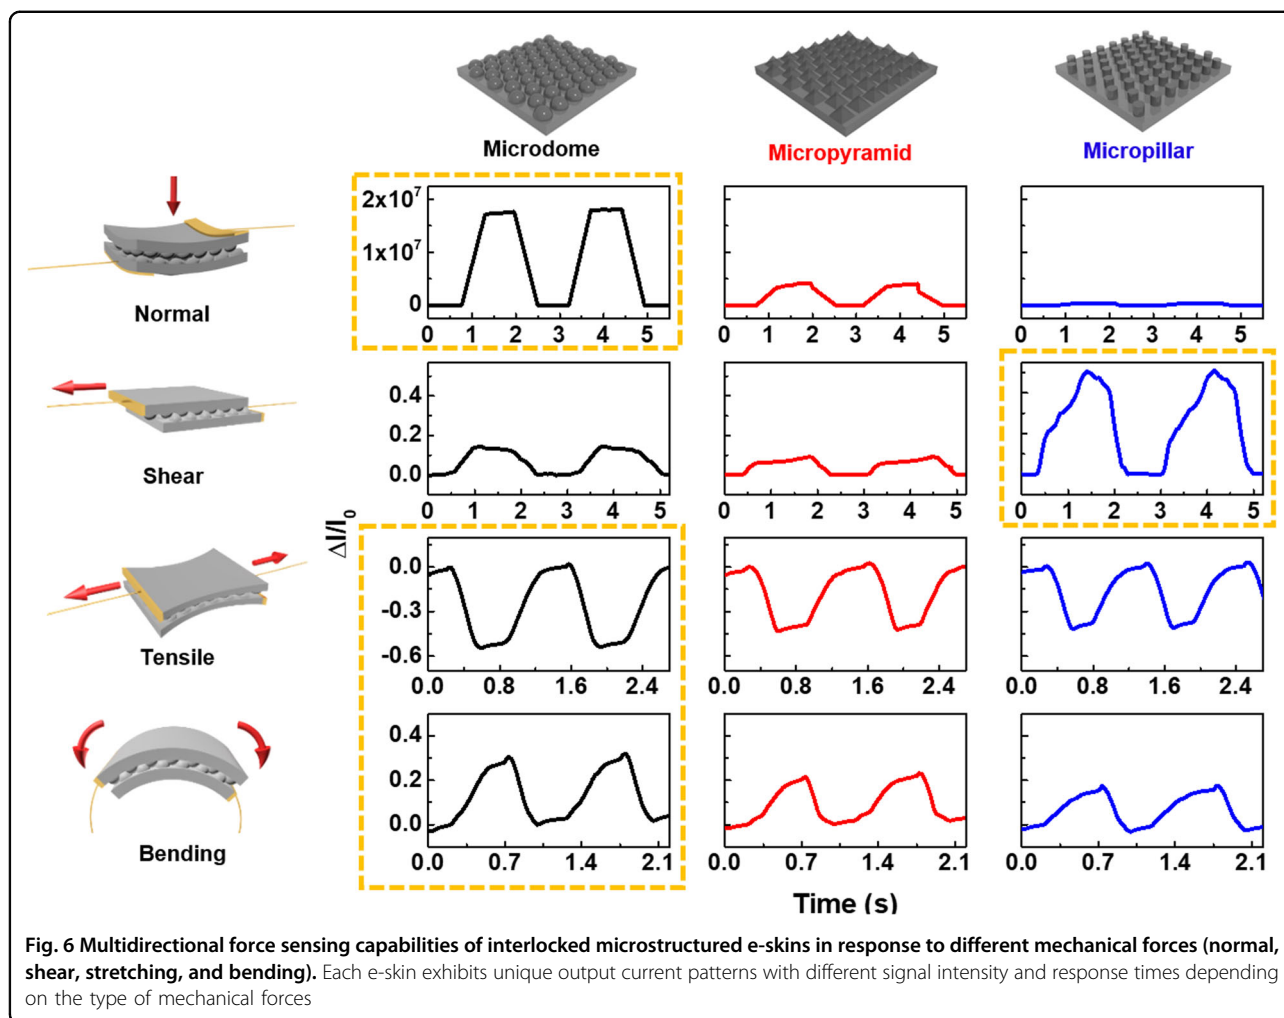 Microdome
Micropyramid
Micropillar
Normal
2x10⁷
1x10⁷
0
0 1 2 3 4 5
0 1 2 3 4 5
0 1 2 3 4 5
Shear
0.4
0.2
0.0
0 1 2 3 4 5
0 1 2 3 4 5
0 1 2 3 4 5
ΔI/I₀
Tensile
0.0
-0.3
-0.6
0.0 0.8 1.6 2.4
0.0 0.8 1.6 2.4
0.0 0.8 1.6 2.4
Bending
0.4
0.2
0.0
0.0 0.7 1.4 2.1
0.0 0.7 1.4 2.1
0.0 0.7 1.4 2.1
Time (s)
Fig. 6 Multidirectional force sensing capabilities of interlocked microstructured e-skins in response to different mechanical forces (normal,
shear, stretching, and bending). Each e-skin exhibits unique output current patterns with different signal intensity and response times depending
on the type of mechanical forces